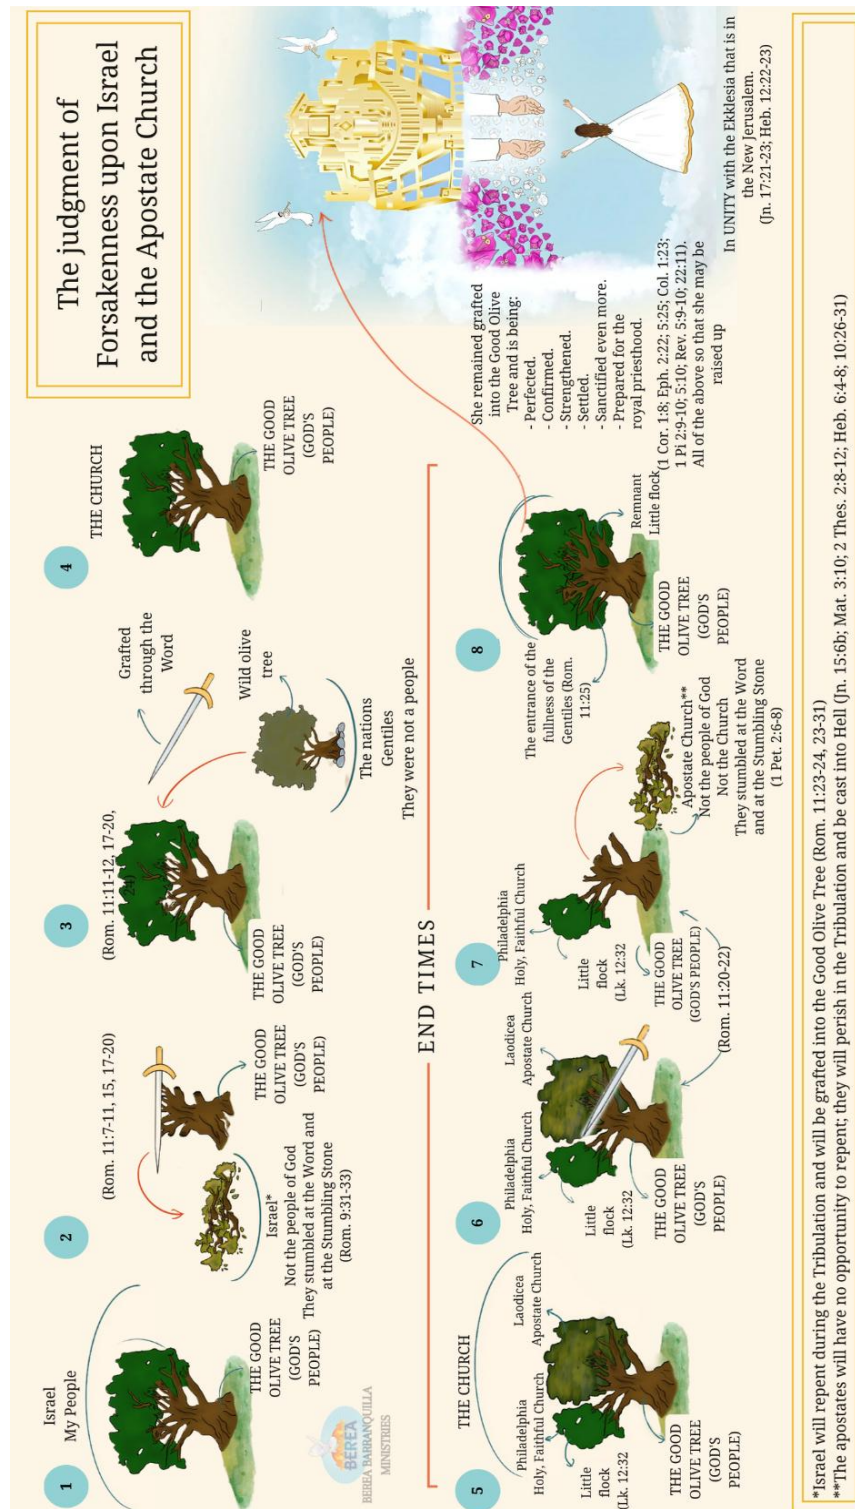 The judgment of
Forsakenness upon Israel
and the Apostate Church
1
Israel
My People
THE GOOD
OLIVE TREE
(GOD'S
PEOPLE)
2
(Rom. 11:7-11, 15, 17-20)
THE GOOD
OLIVE TREE
(GOD'S
PEOPLE)
Israel*
Not the people of God
They stumbled at the Word and
at the Stumbling Stone
(Rom. 9:31-33)
3
(Rom. 11:11-12, 17-20,
24)
THE GOOD
OLIVE TREE
(GOD'S
PEOPLE)
Grafted
through the
Word
Wild olive
tree
The nations
Gentiles
They were not a people
4
THE CHURCH
THE GOOD
OLIVE TREE
(GOD'S
PEOPLE)
BEREA
BEREA BARRANQUILLA
MINISTRIES
END TIMES
5
THE CHURCH
Philadelphia
Holy, Faithful Church
Laodicea
Apostate Church
Little
flock
(Lk. 12:32
THE GOOD
OLIVE TREE
(GOD'S
PEOPLE)
6
Philadelphia
Holy, Faithful Church
Laodicea
Apostate Church
Little
flock
(Lk. 12:32
THE GOOD
OLIVE TREE
(GOD'S
PEOPLE)
(Rom. 11:20-22)
7
Philadelphia
Holy, Faithful Church
Little
flock
(Lk. 12:32
THE GOOD
OLIVE TREE
(GOD'S PEOPLE)
Apostate Church**
Not the people of God
Not the Church
They stumbled at the Word
and at the Stumbling Stone
(1 Pet. 2:6-8)
8
The entrance of the
fullness of the
Gentiles (Rom.
11:25)
Remnant
Little flock
THE GOOD
OLIVE TREE
(GOD'S
PEOPLE)
She remained grafted
into the Good Olive
Tree and is being:
- Perfected.
- Confirmed.
- Strengthened.
- Settled.
- Sanctified even more.
- Prepared for the
royal priesthood.
(1 Cor. 1:8; Eph. 2:22; 5:25; Col. 1:23;
1 Pi 2:9-10; 5:10; Rev. 5:9-10; 22:11).
All of the above so that she may be
raised up
In UNITY with the Ekklesia that is in
the New Jerusalem.
(Jn. 17:21-23; Heb. 12:22-23)
*Israel will repent during the Tribulation and will be grafted into the Good Olive Tree (Rom. 11:23-24, 23-31)
**The apostates will have no opportunity to repent; they will perish in the Tribulation and be cast into Hell (Jn. 15:6b; Mat. 3:10; 2 Thes. 2:8-12; Heb. 6:4-8; 10:26-31)